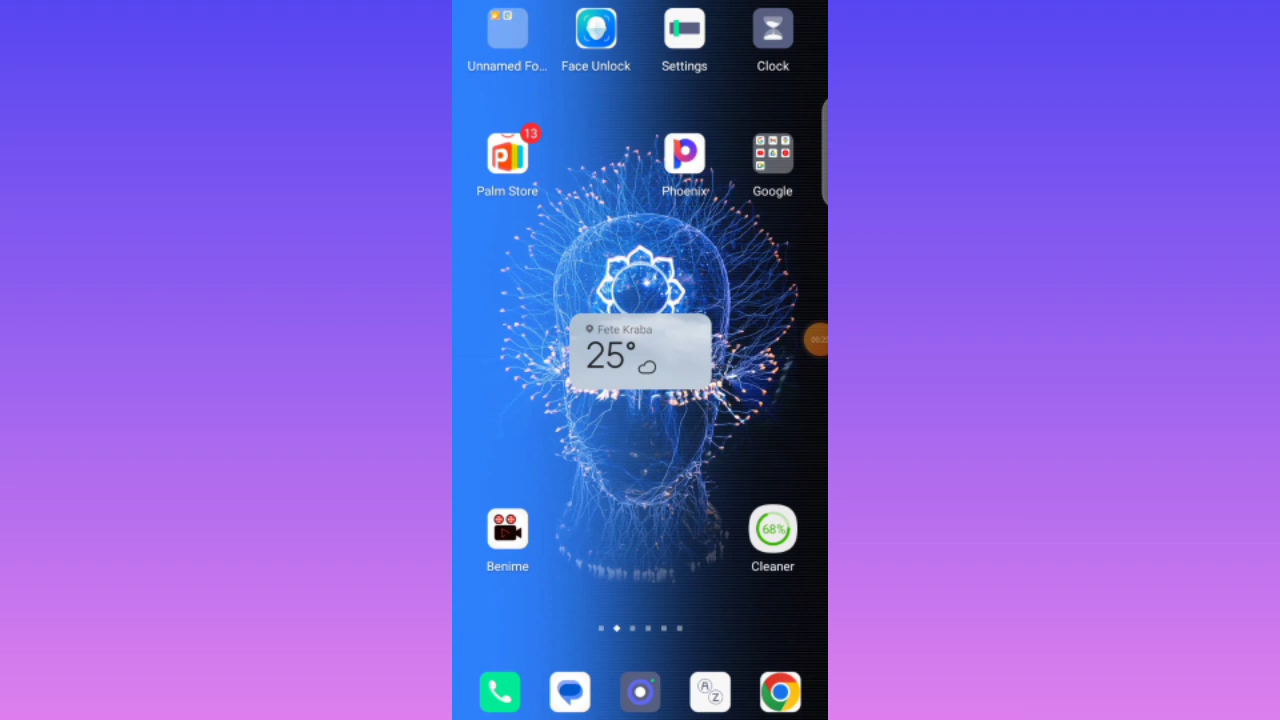 Unnamed Fo...
Face Unlock
Settings
Clock
13
Palm Store
Phoenix
Google
Fete Kraba
25°
Benime
68%
Cleaner
A
Z